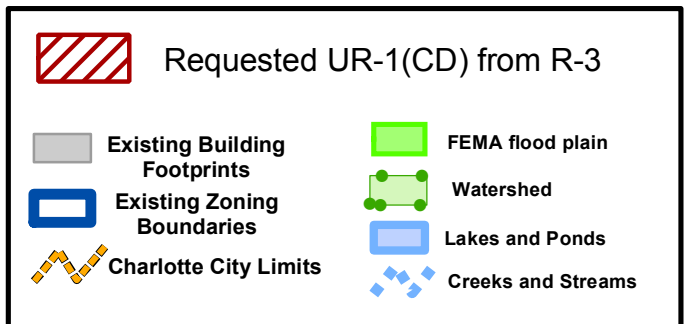 Requested UR-1(CD) from R-3
Existing Building
Footprints
Existing Zoning
Boundaries
Charlotte City Limits
FEMA flood plain
Watershed
Lakes and Ponds
Creeks and Streams